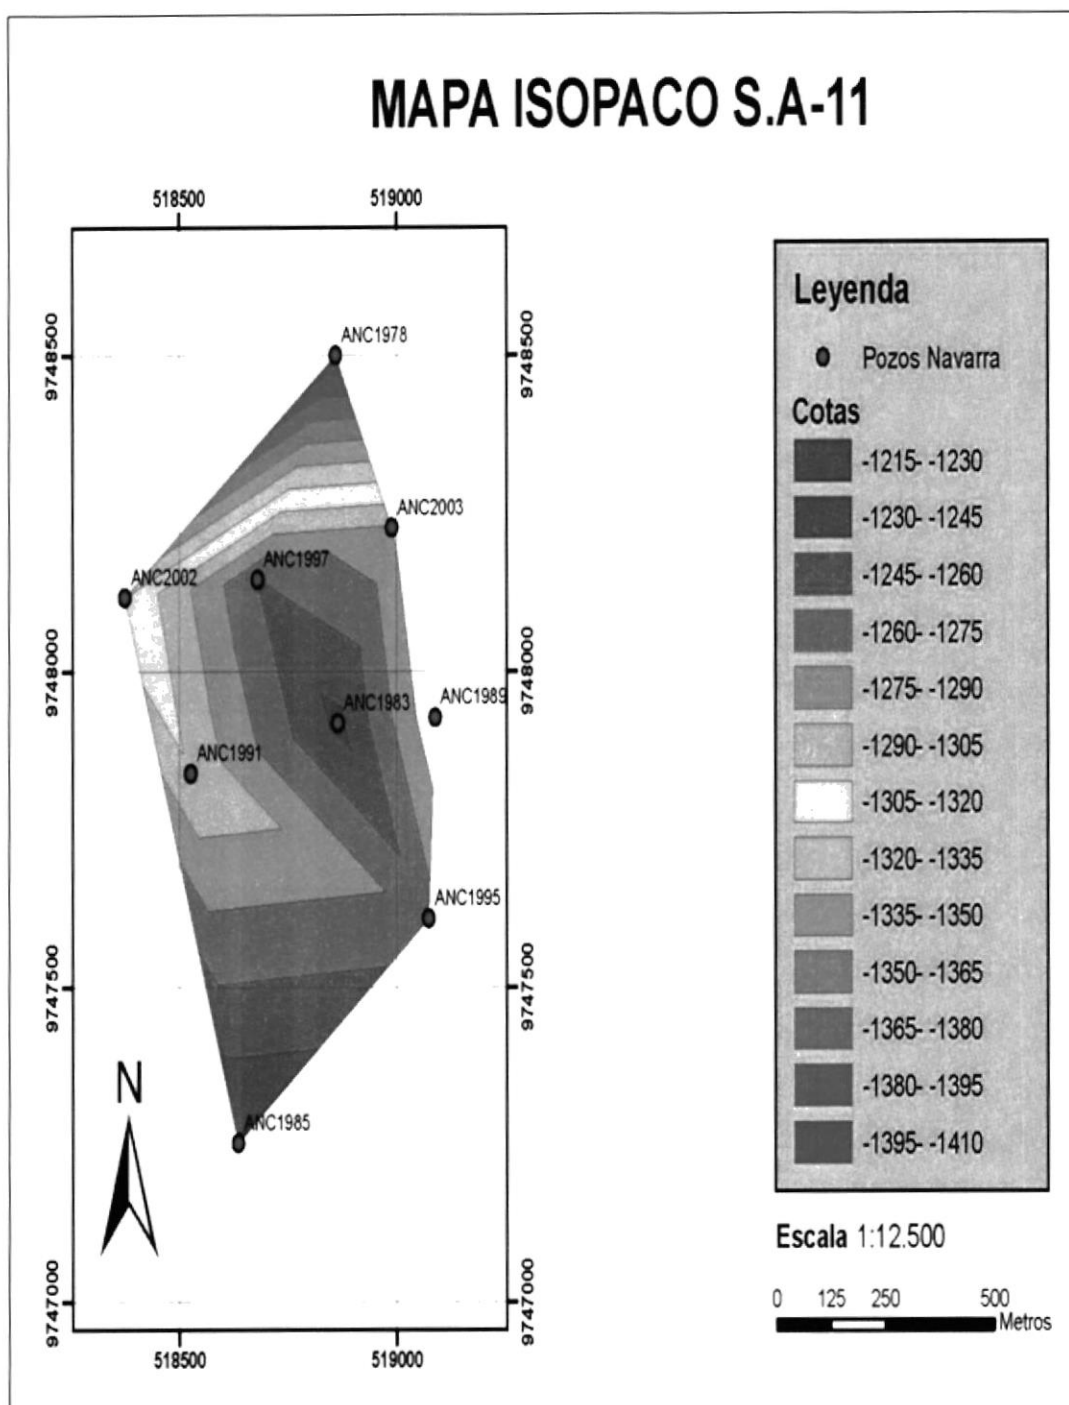 MAPA ISOPACO S.A-11
518500
519000
9748500
9748500
ANC1978
ANC2003
ANC1997
ANC2002
9748000
9748000
ANC1989
ANC1983
ANC1991
ANC1995
9747500
9747500
N
ANC1985
9747000
9747000
518500
519000
Leyenda
Pozos Navarra
Cotas
-1215- -1230
-1230- -1245
-1245- -1260
-1260- -1275
-1275- -1290
-1290- -1305
-1305- -1320
-1320- -1335
-1335- -1350
-1350- -1365
-1365- -1380
-1380- -1395
-1395- -1410
Escala 1:12.500
0 125 250 500
Metros